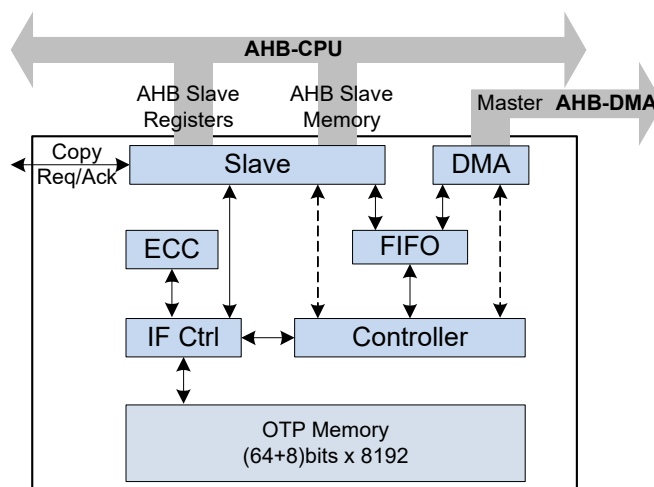 AHB-CPU
AHB Slave
Registers
AHB Slave
Memory
Master AHB-DMA
Copy
Req/Ack
Slave
DMA
ECC
FIFO
IF Ctrl
Controller
OTP Memory
(64+8)bits x 8192